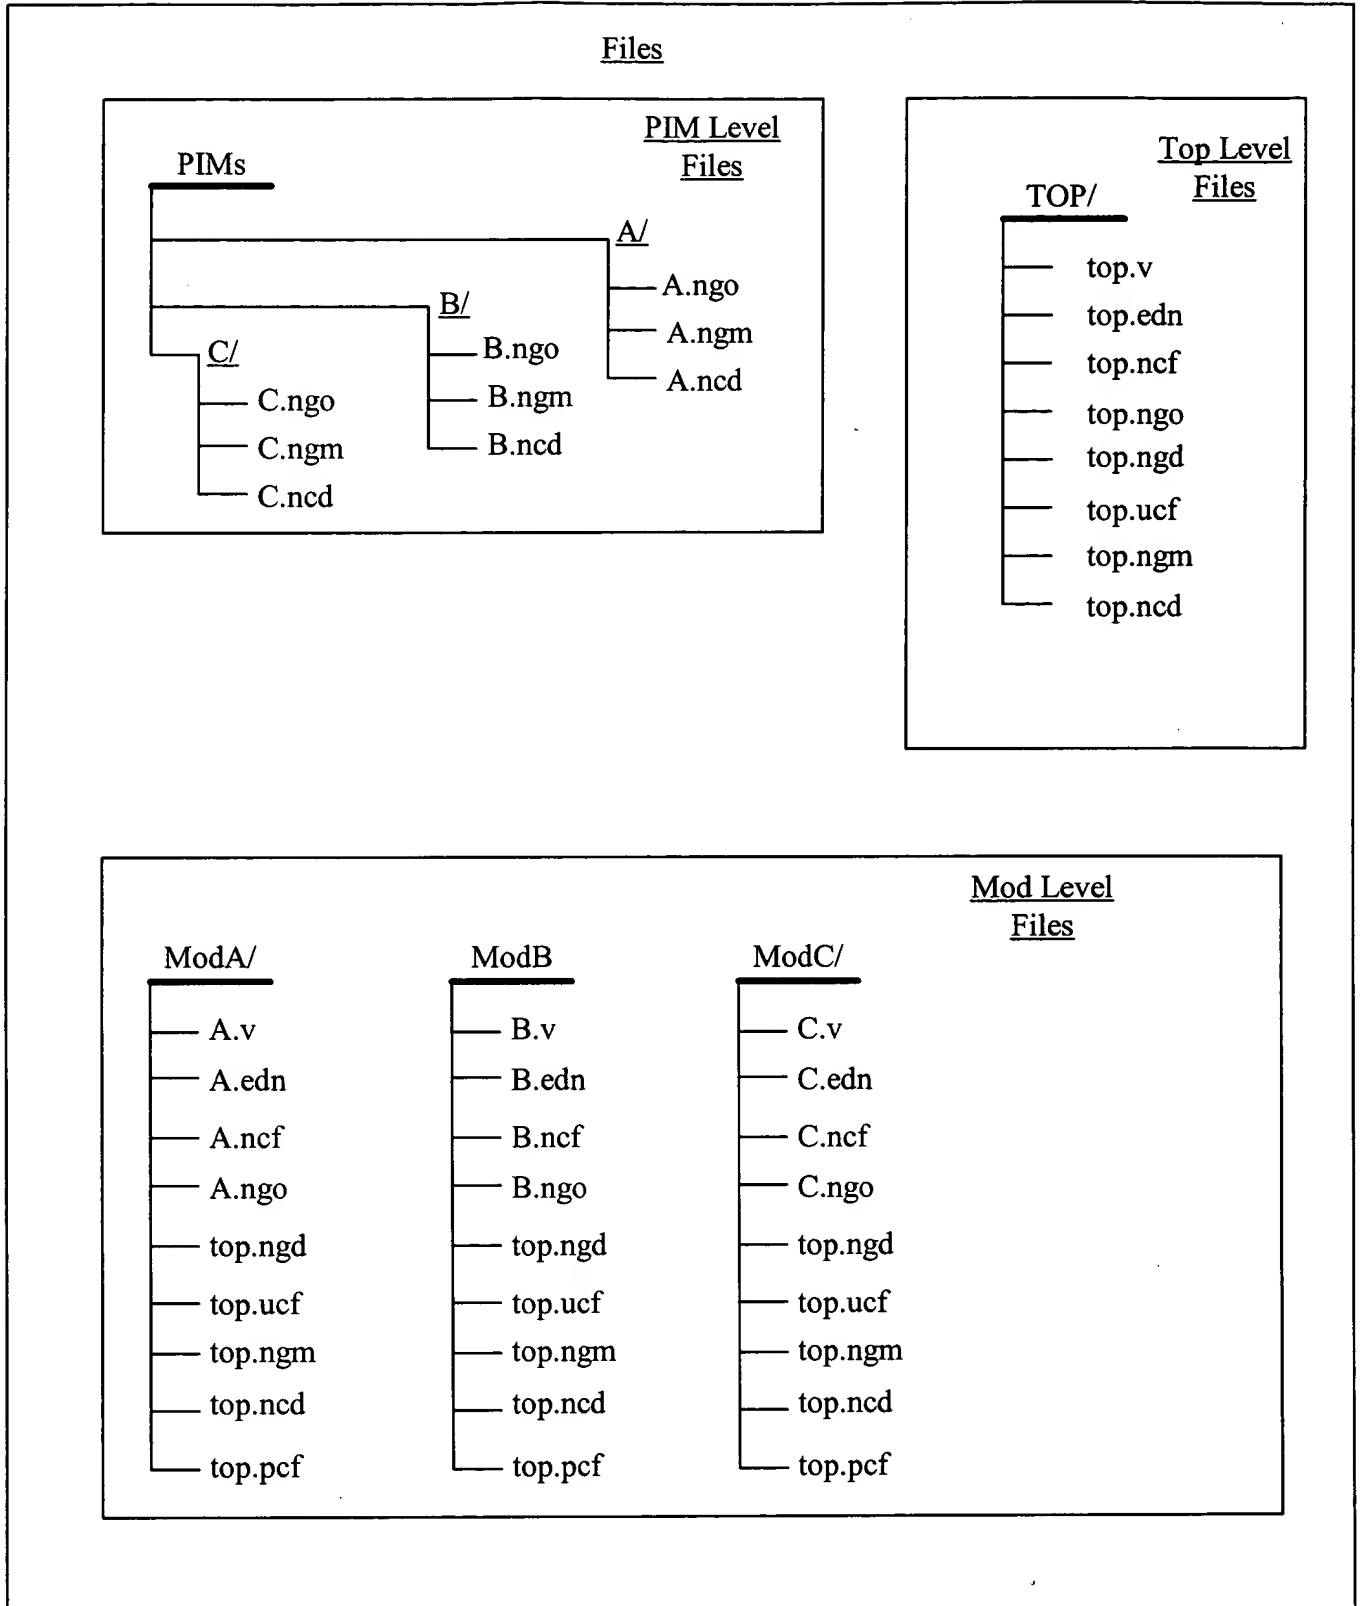 Files
PIM Level
Files
PIMs
A/
A.ngo
A.ngm
A.ncd
B/
B.ngo
B.ngm
B.ncd
C/
C.ngo
C.ngm
C.ncd
Top Level
Files
TOP/
top.v
top.edn
top.ncf
top.ngo
top.ngd
top.ucf
top.ngm
top.ncd
Mod Level
Files
ModA/
A.v
A.edn
A.ncf
A.ngo
top.ngd
top.ucf
top.ngm
top.ncd
top.pcf
ModB
B.v
B.edn
B.ncf
B.ngo
top.ngd
top.ucf
top.ngm
top.ncd
top.pcf
ModC/
C.v
C.edn
C.ncf
C.ngo
top.ngd
top.ucf
top.ngm
top.ncd
top.pcf